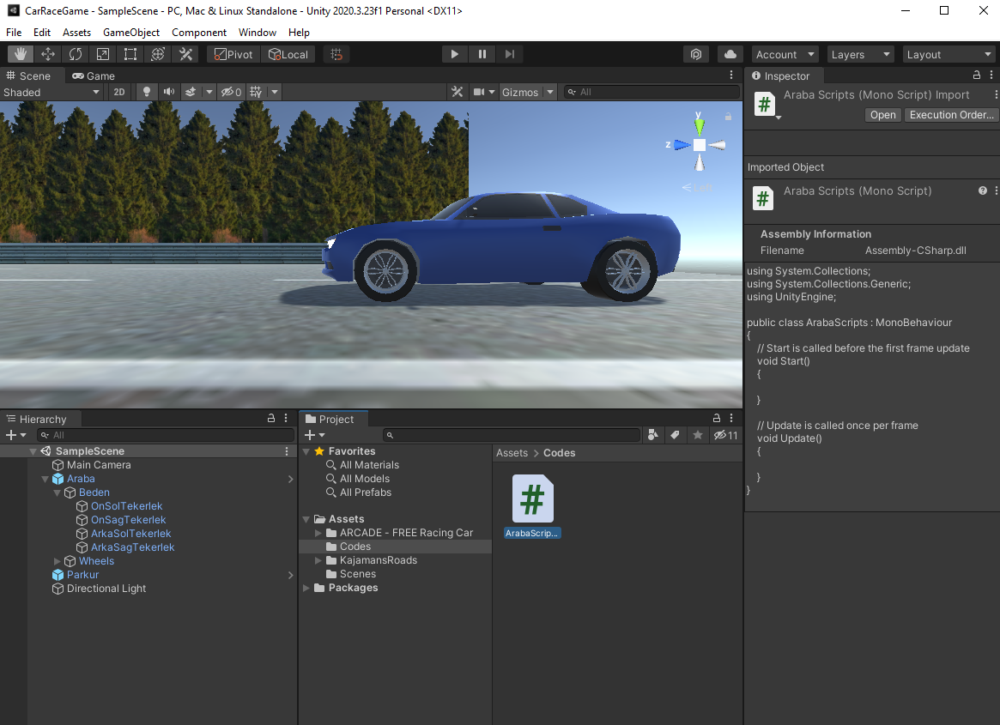 CarRaceGame - SampleScene - PC, Mac & Linux Standalone - Unity 2020.3.23f1 Personal <DX11>
File Edit Assets GameObject Component Window Help
Pivot Local Account Layers Layout
Scene Game
Shaded 2D 0 Gizmos All
y
z
Inspector
Araba Scripts (Mono Script) Import
Open Execution Order...
Imported Object
Araba Scripts (Mono Script)
Assembly Information
Filename Assembly-CSharp.dll
using System.Collections;
using System.Collections.Generic;
using UnityEngine;
public class ArabaScripts : MonoBehaviour
{
// Start is called before the first frame update
void Start()
{
}
// Update is called once per frame
void Update()
{
}
}
Hierarchy
All
SampleScene
Main Camera
Araba
Beden
OnSolTekerlek
OnSagTekerlek
ArkaSolTekerlek
ArkaSagTekerlek
Wheels
Parkur
Directional Light
Project
11
Favorites
All Materials
All Models
All Prefabs
Assets
ARCADE - FREE Racing Car
Codes
KajamansRoads
Scenes
Packages
Assets > Codes
#
ArabaScrip...